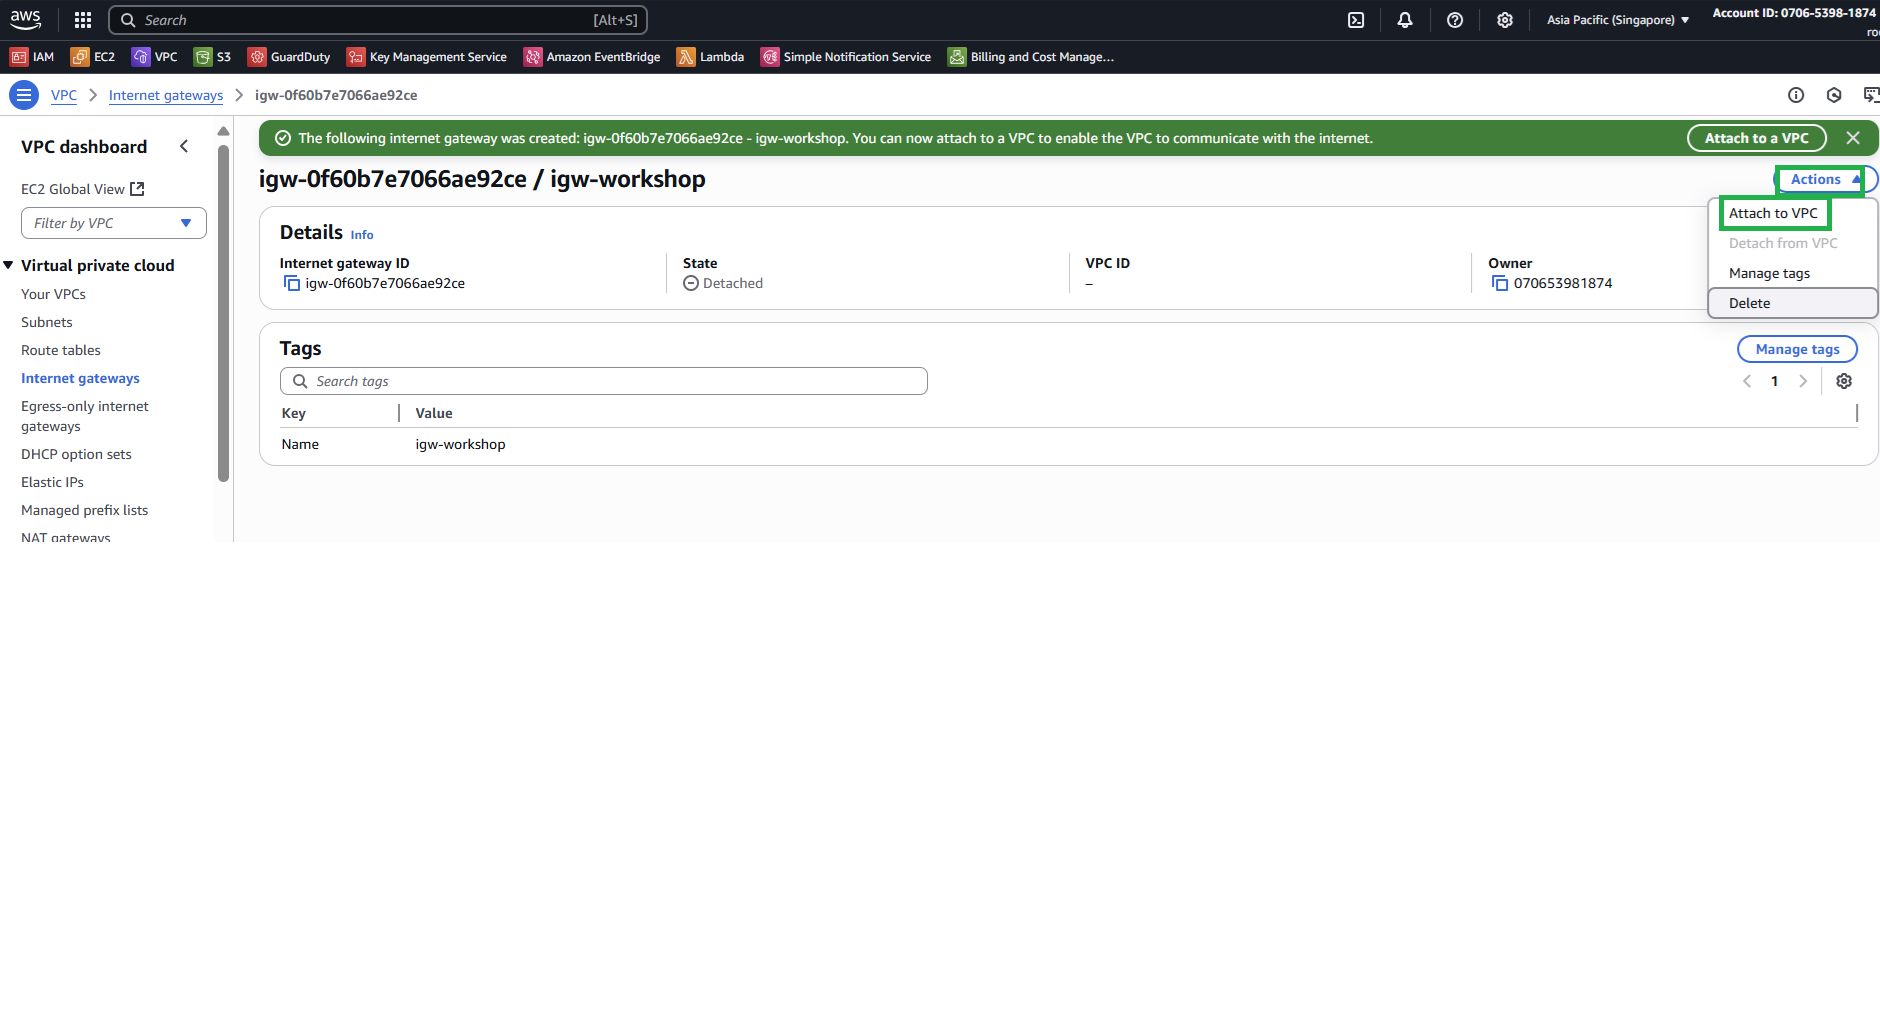 aws
Search [Alt+S]
Asia Pacific (Singapore)
Account ID: 0706-5398-1874
IAM EC2 VPC S3 GuardDuty Key Management Service Amazon EventBridge Lambda Simple Notification Service Billing and Cost Manage...
VPC Internet gateways igw-0f60b7e7066ae92ce
VPC dashboard
EC2 Global View
Filter by VPC
Virtual private cloud
Your VPCs
Subnets
Route tables
Internet gateways
Egress-only internet
gateways
DHCP option sets
Elastic IPs
Managed prefix lists
NAT gateways
The following internet gateway was created: igw-0f60b7e7066ae92ce - igw-workshop. You can now attach to a VPC to enable the VPC to communicate with the internet.
Attach to a VPC
igw-0f60b7e7066ae92ce / igw-workshop
Actions
Attach to VPC
Detach from VPC
Manage tags
Delete
Details Info
Internet gateway ID
igw-0f60b7e7066ae92ce
State
Detached
VPC ID
–
Owner
070653981874
Tags
Manage tags
Search tags
1
Key Value
Name igw-workshop